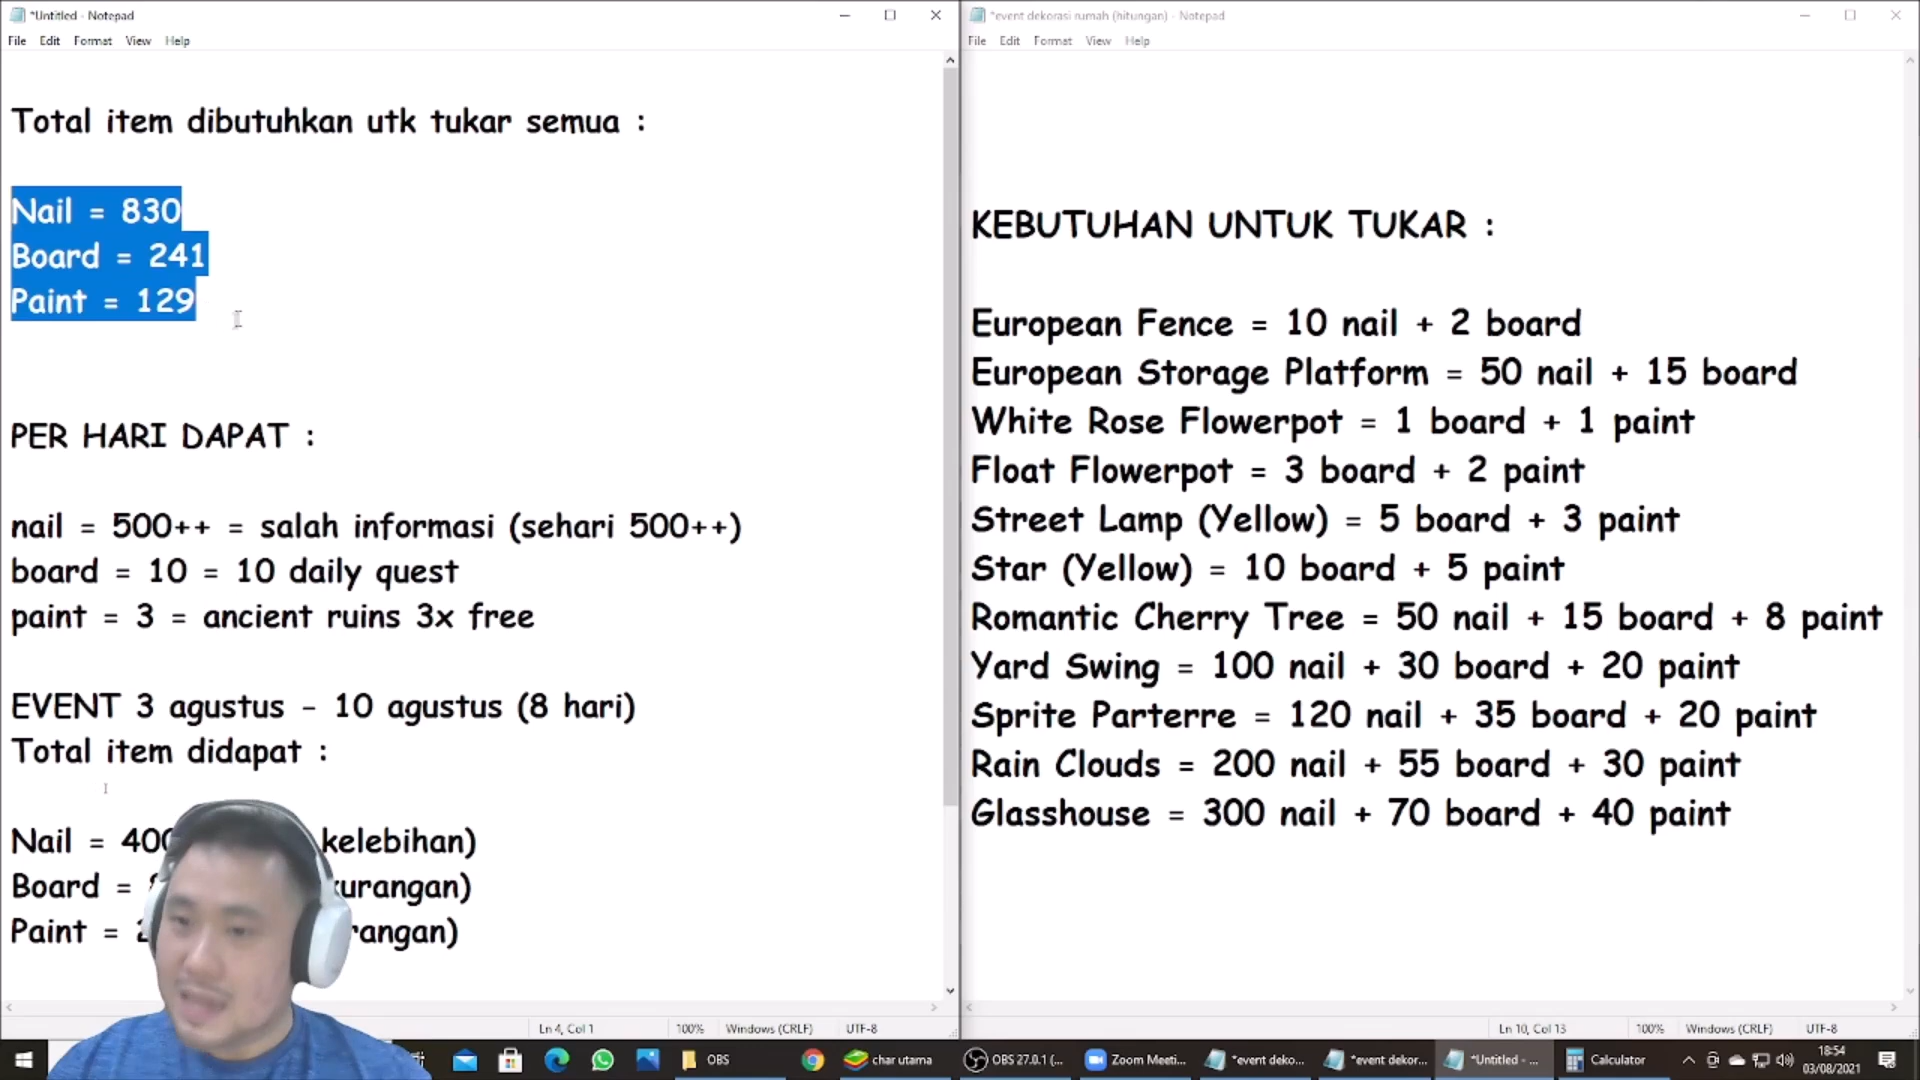 *Untitled - Notepad
File Edit Format View Help
Total item dibutuhkan utk tukar semua :
Nail = 830
Board = 241
Paint = 129
PER HARI DAPAT :
nail = 500++ = salah informasi (sehari 500++)
board = 10 = 10 daily quest
paint = 3 = ancient ruins 3x free
EVENT 3 agustus - 10 agustus (8 hari)
Total item didapat :
Nail = kelebihan)
Board =
Paint =
Ln 4, Col 1 100% Windows (CRLF) UTF-8
*event dekorasi rumah (hitungan) - Notepad
File Edit Format View Help
KEBUTUHAN UNTUK TUKAR :
European Fence = 10 nail + 2 board
European Storage Platform = 50 nail + 15 board
White Rose Flowerpot = 1 board + 1 paint
Float Flowerpot = 3 board + 2 paint
Street Lamp (Yellow) = 5 board + 3 paint
Star (Yellow) = 10 board + 5 paint
Romantic Cherry Tree = 50 nail + 15 board + 8 paint
Yard Swing = 100 nail + 30 board + 20 paint
Sprite Parterre = 120 nail + 35 board + 20 paint
Rain Clouds = 200 nail + 55 board + 30 paint
Glasshouse = 300 nail + 70 board + 40 paint
Ln 10, Col 13 100% Windows (CRLF) UTF-8
OBS char utama OBS 27.0.1 (... Zoom Meeti... *event deko... *event dekor... *Untitled - ... Calculator 18:54
03/08/2021